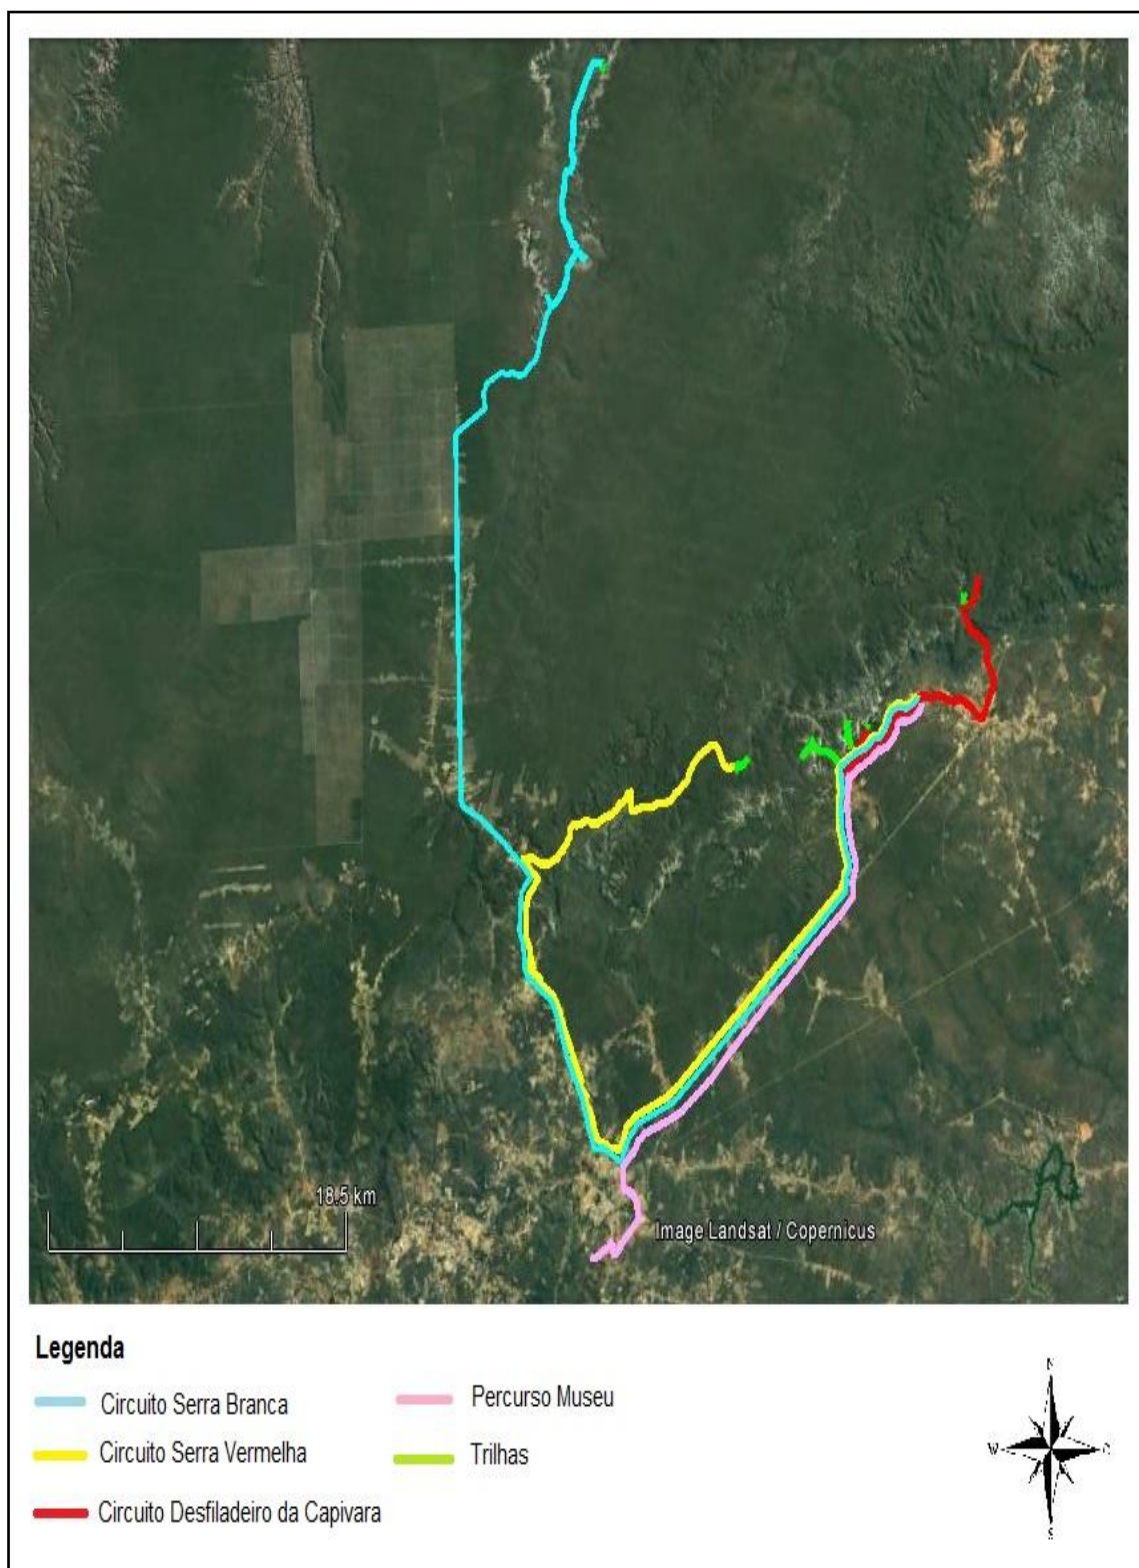 18.5 km
Image Landsat / Copernicus
Legenda
Circuito Serra Branca
Percurso Museu
Circuito Serra Vermelha
Trilhas
Circuito Desfiladeiro da Capivara
N
W
S